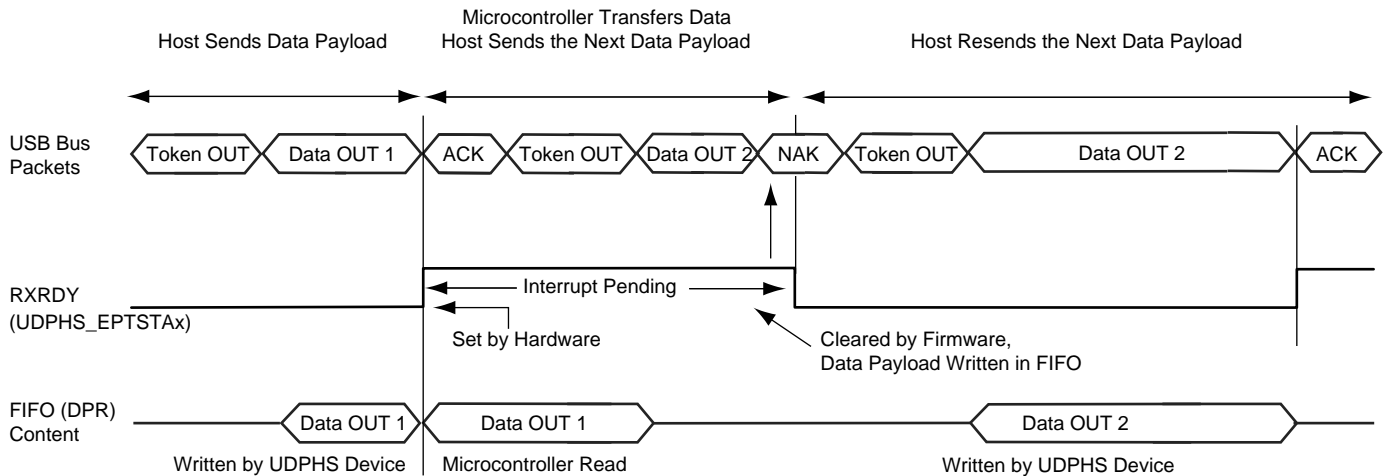 Microcontroller Transfers Data
Host Sends Data Payload
Host Sends the Next Data Payload
Host Resends the Next Data Payload
USB Bus
Packets
Token OUT
Data OUT 1
ACK
Token OUT
Data OUT 2
NAK
Token OUT
Data OUT 2
ACK
RXRDY
(UDPHS_EPTSTAx)
Interrupt Pending
Set by Hardware
Cleared by Firmware,
Data Payload Written in FIFO
FIFO (DPR)
Content
Data OUT 1
Data OUT 1
Data OUT 2
Written by UDPHS Device
Microcontroller Read
Written by UDPHS Device